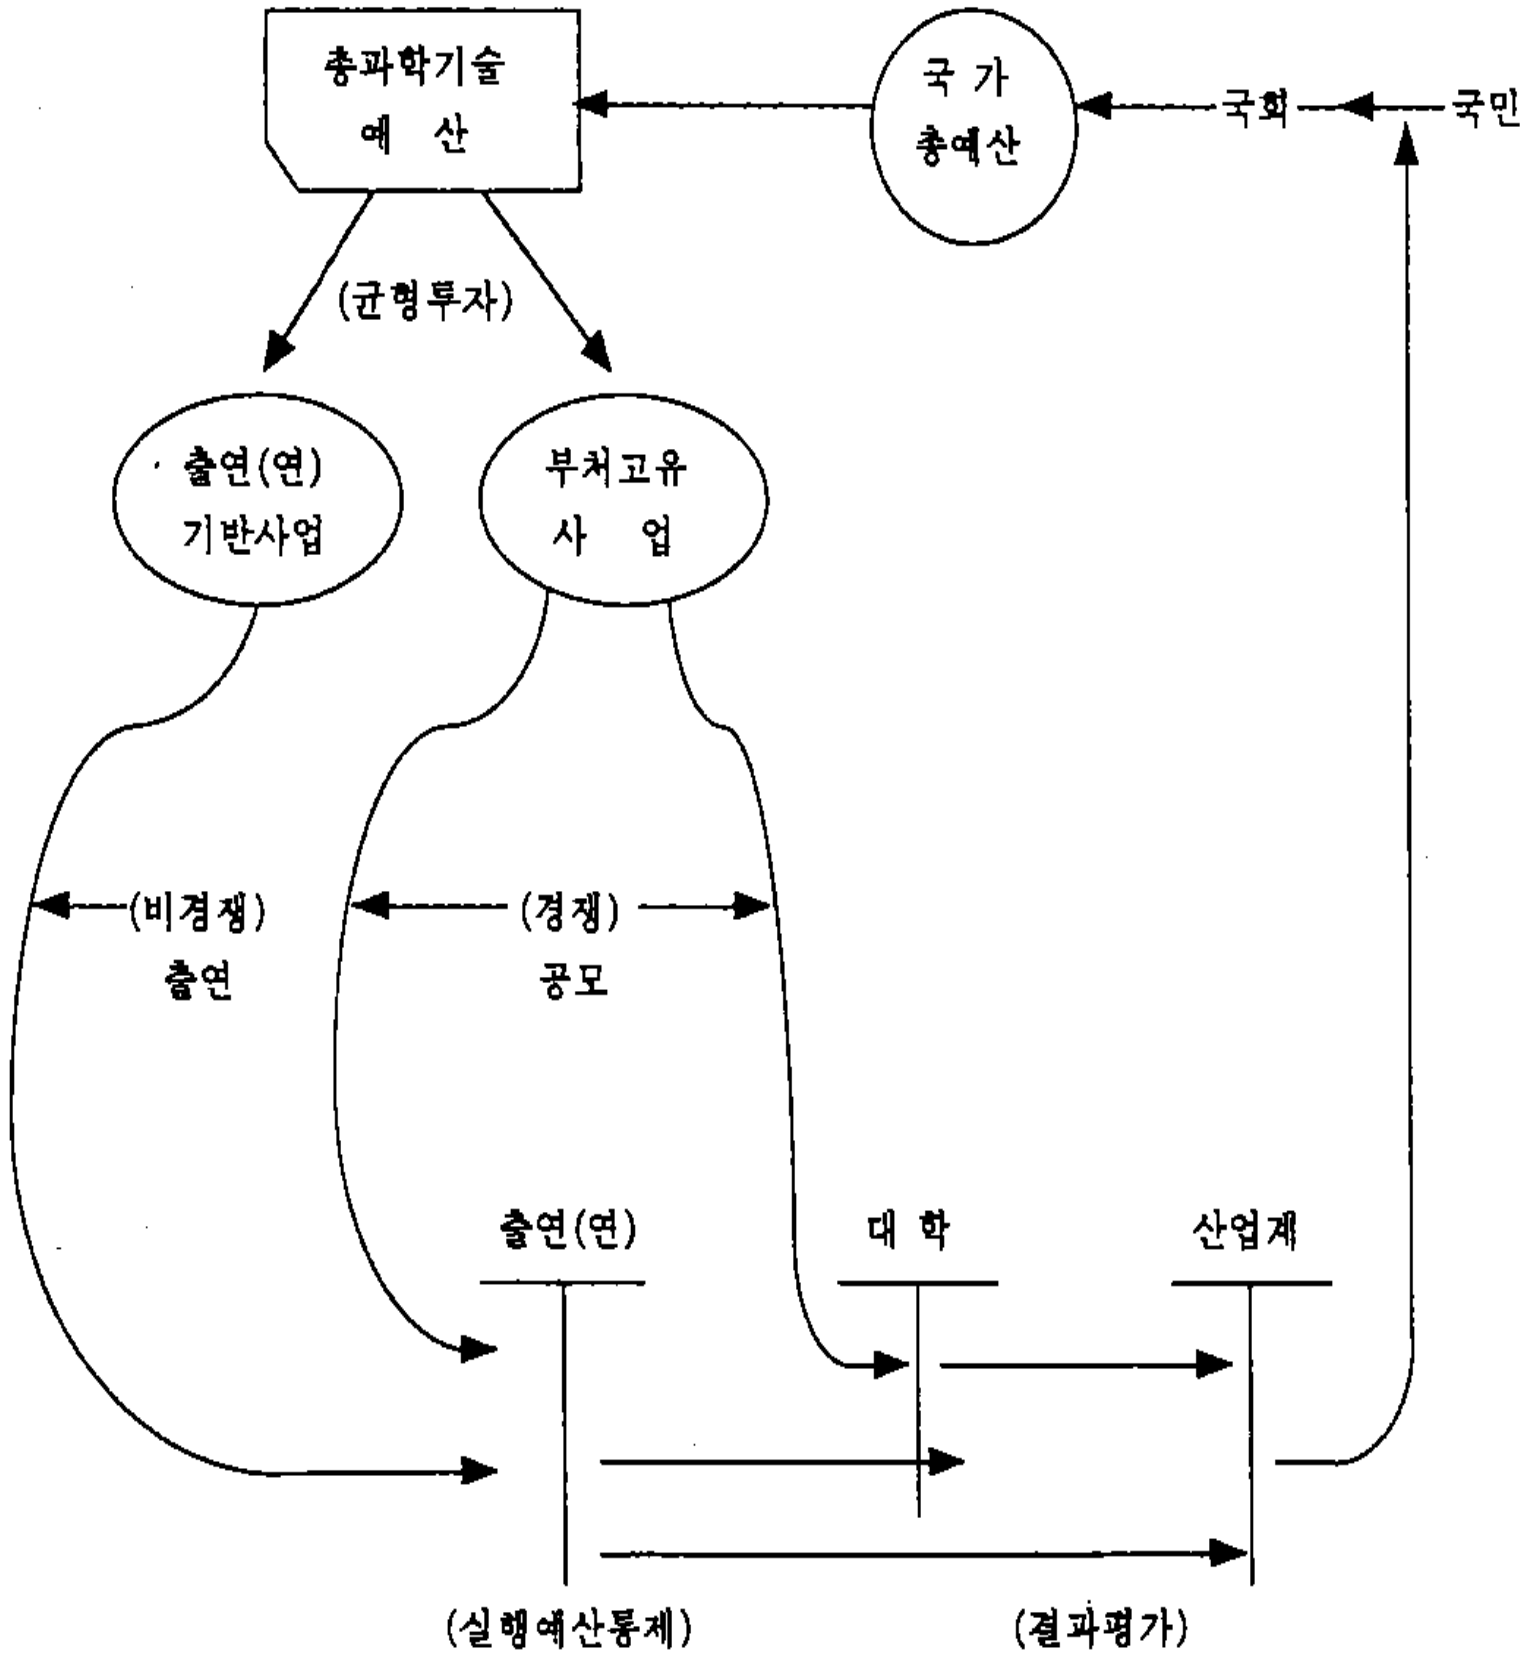 총과학기술
예 산
국 가
총예산
국회
국민
(균형투자)
출연(연)
기반사업
부처고유
사 업
(비경쟁)
출연
(경쟁)
공모
출연(연)
대 학
산업계
(실행예산통제)
(결과평가)